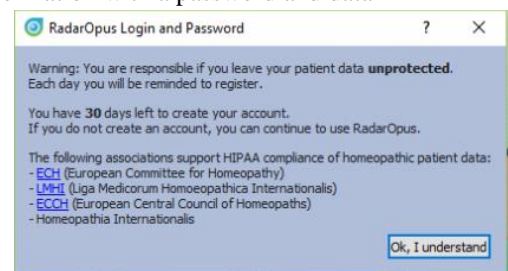 RadarOpus Login and Password ? ×
Warning: You are responsible if you leave your patient data unprotected.
Each day you will be reminded to register.
You have 30 days left to create your account.
If you do not create an account, you can continue to use RadarOpus.
The following associations support HIPAA compliance of homeopathic patient data:
- ECH (European Committee for Homeopathy)
- LMHI (Liga Medicorum Homoeopathica Internationalis)
- ECCH (European Central Council of Homeopaths)
- Homeopathia Internationalis
Ok, I understand